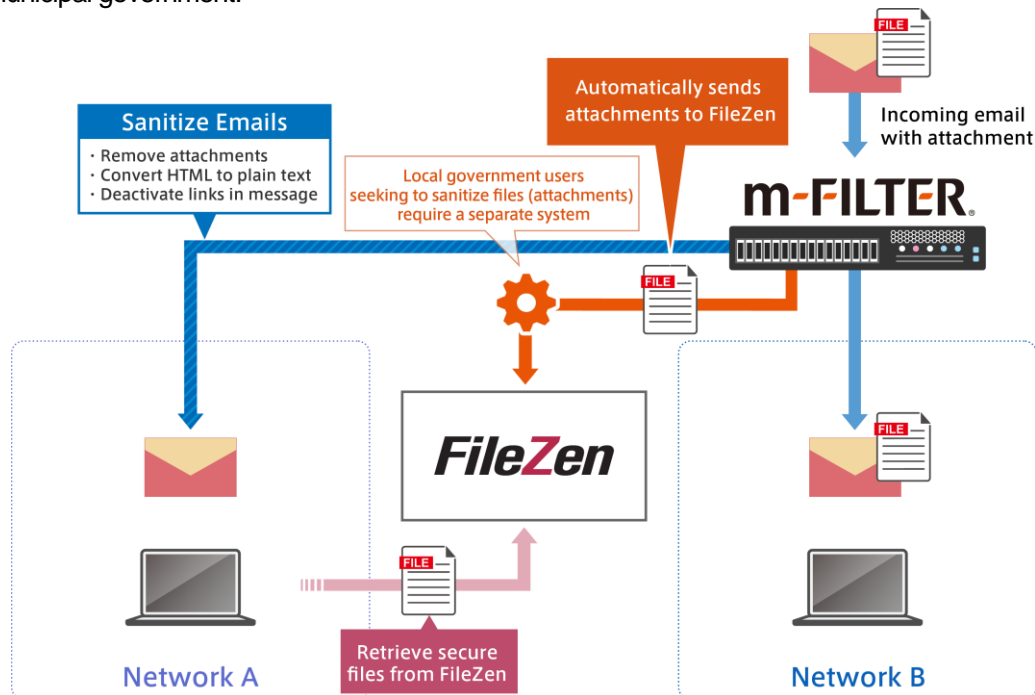 municipal government.
FILE
Automatically sends
attachments to FileZen
Incoming email
with attachment
Sanitize Emails
· Remove attachments
· Convert HTML to plain text
· Deactivate links in message
Local government users
seeking to sanitize files (attachments)
require a separate system
m-FILTER®
FILE
FileZen
FILE
FILE
Retrieve secure
files from FileZen
Network A
Network B